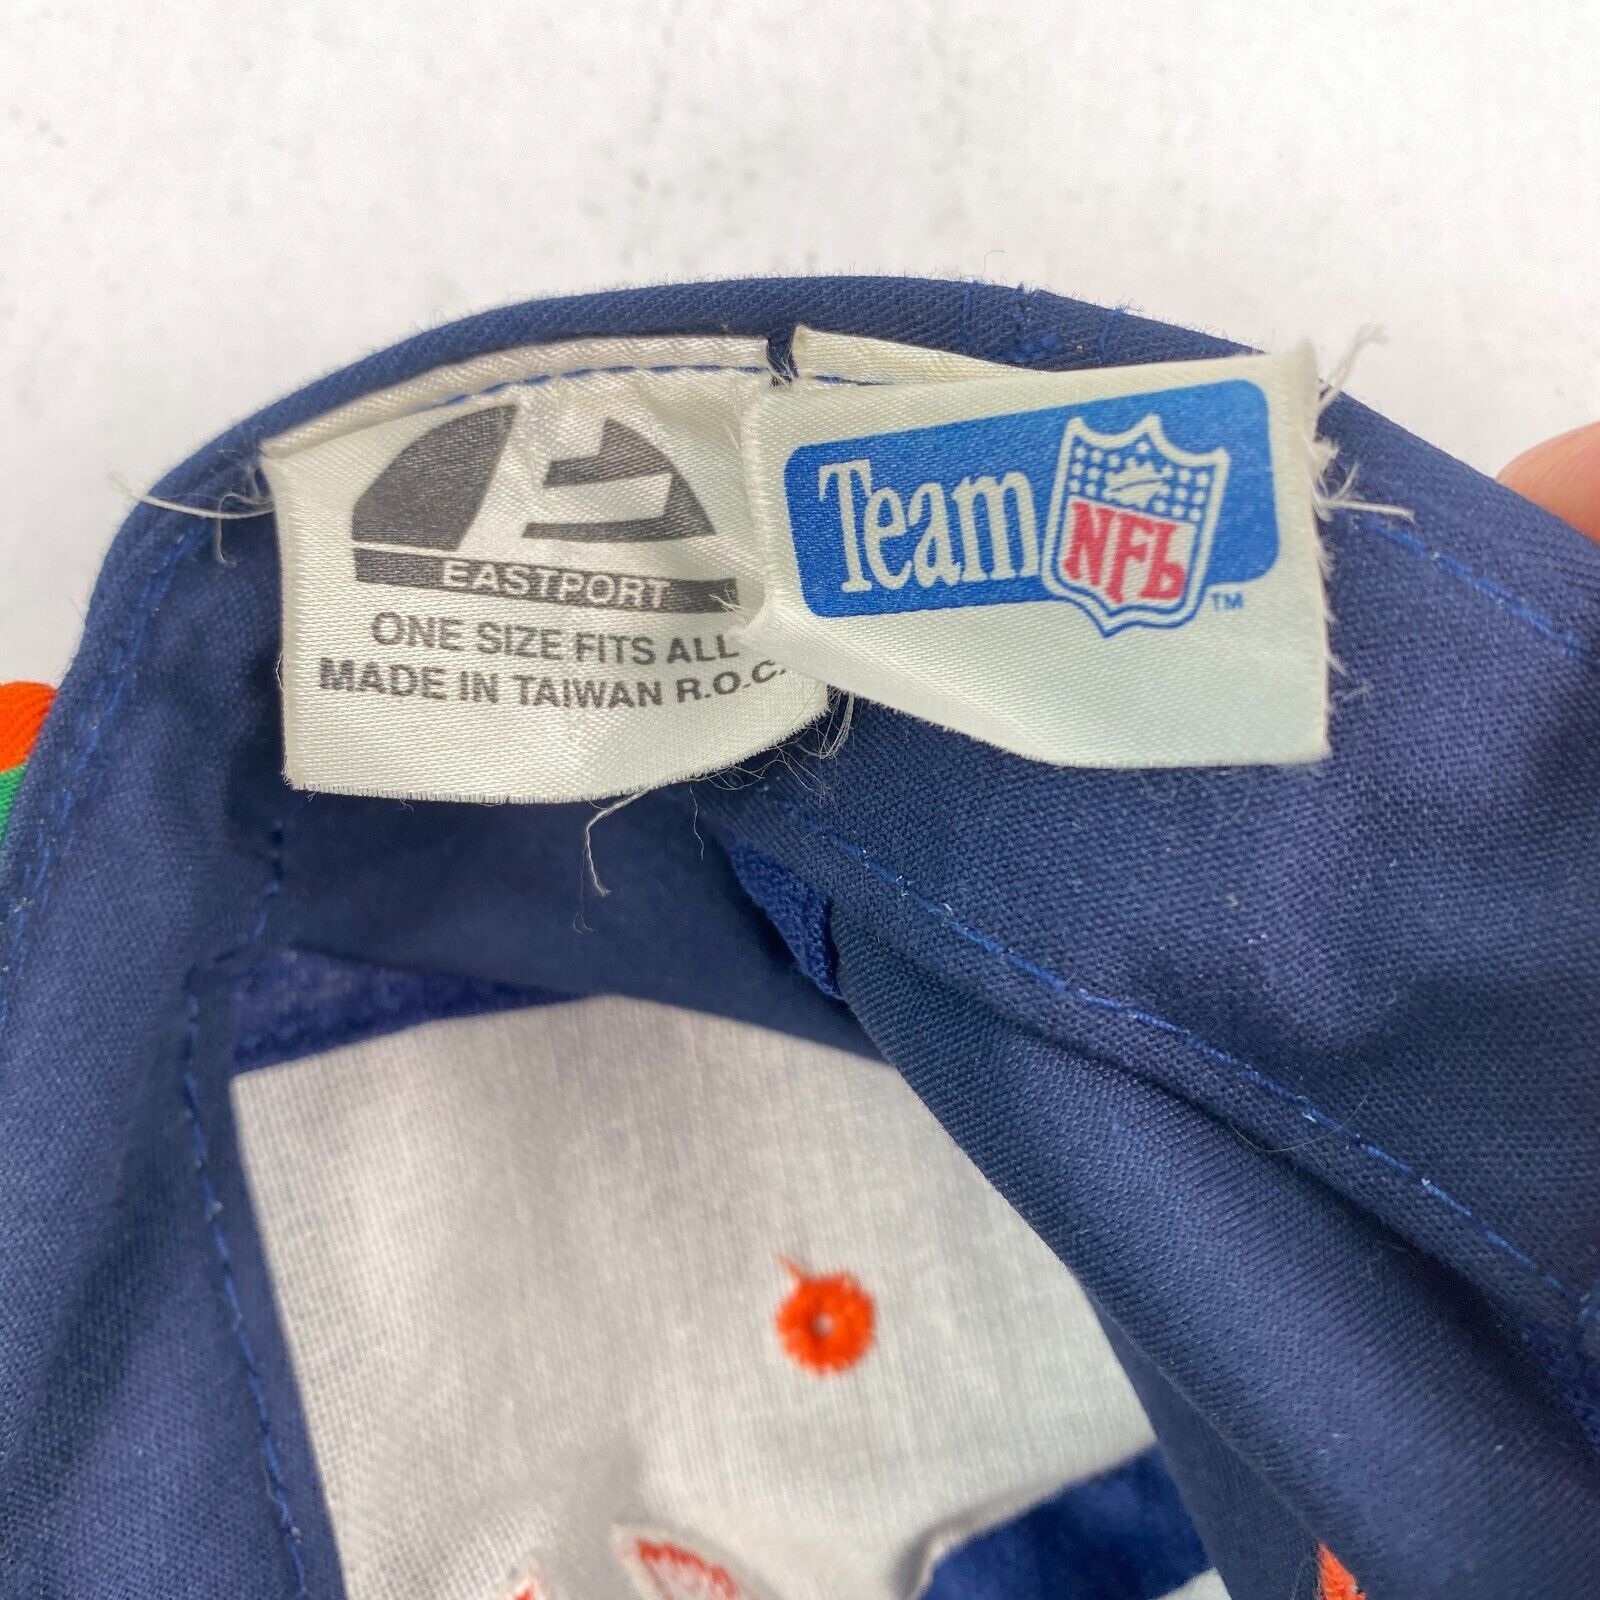 E
EASTPORT
ONE SIZE FITS ALL
MADE IN TAIWAN R.O.C.
Team NFL TM